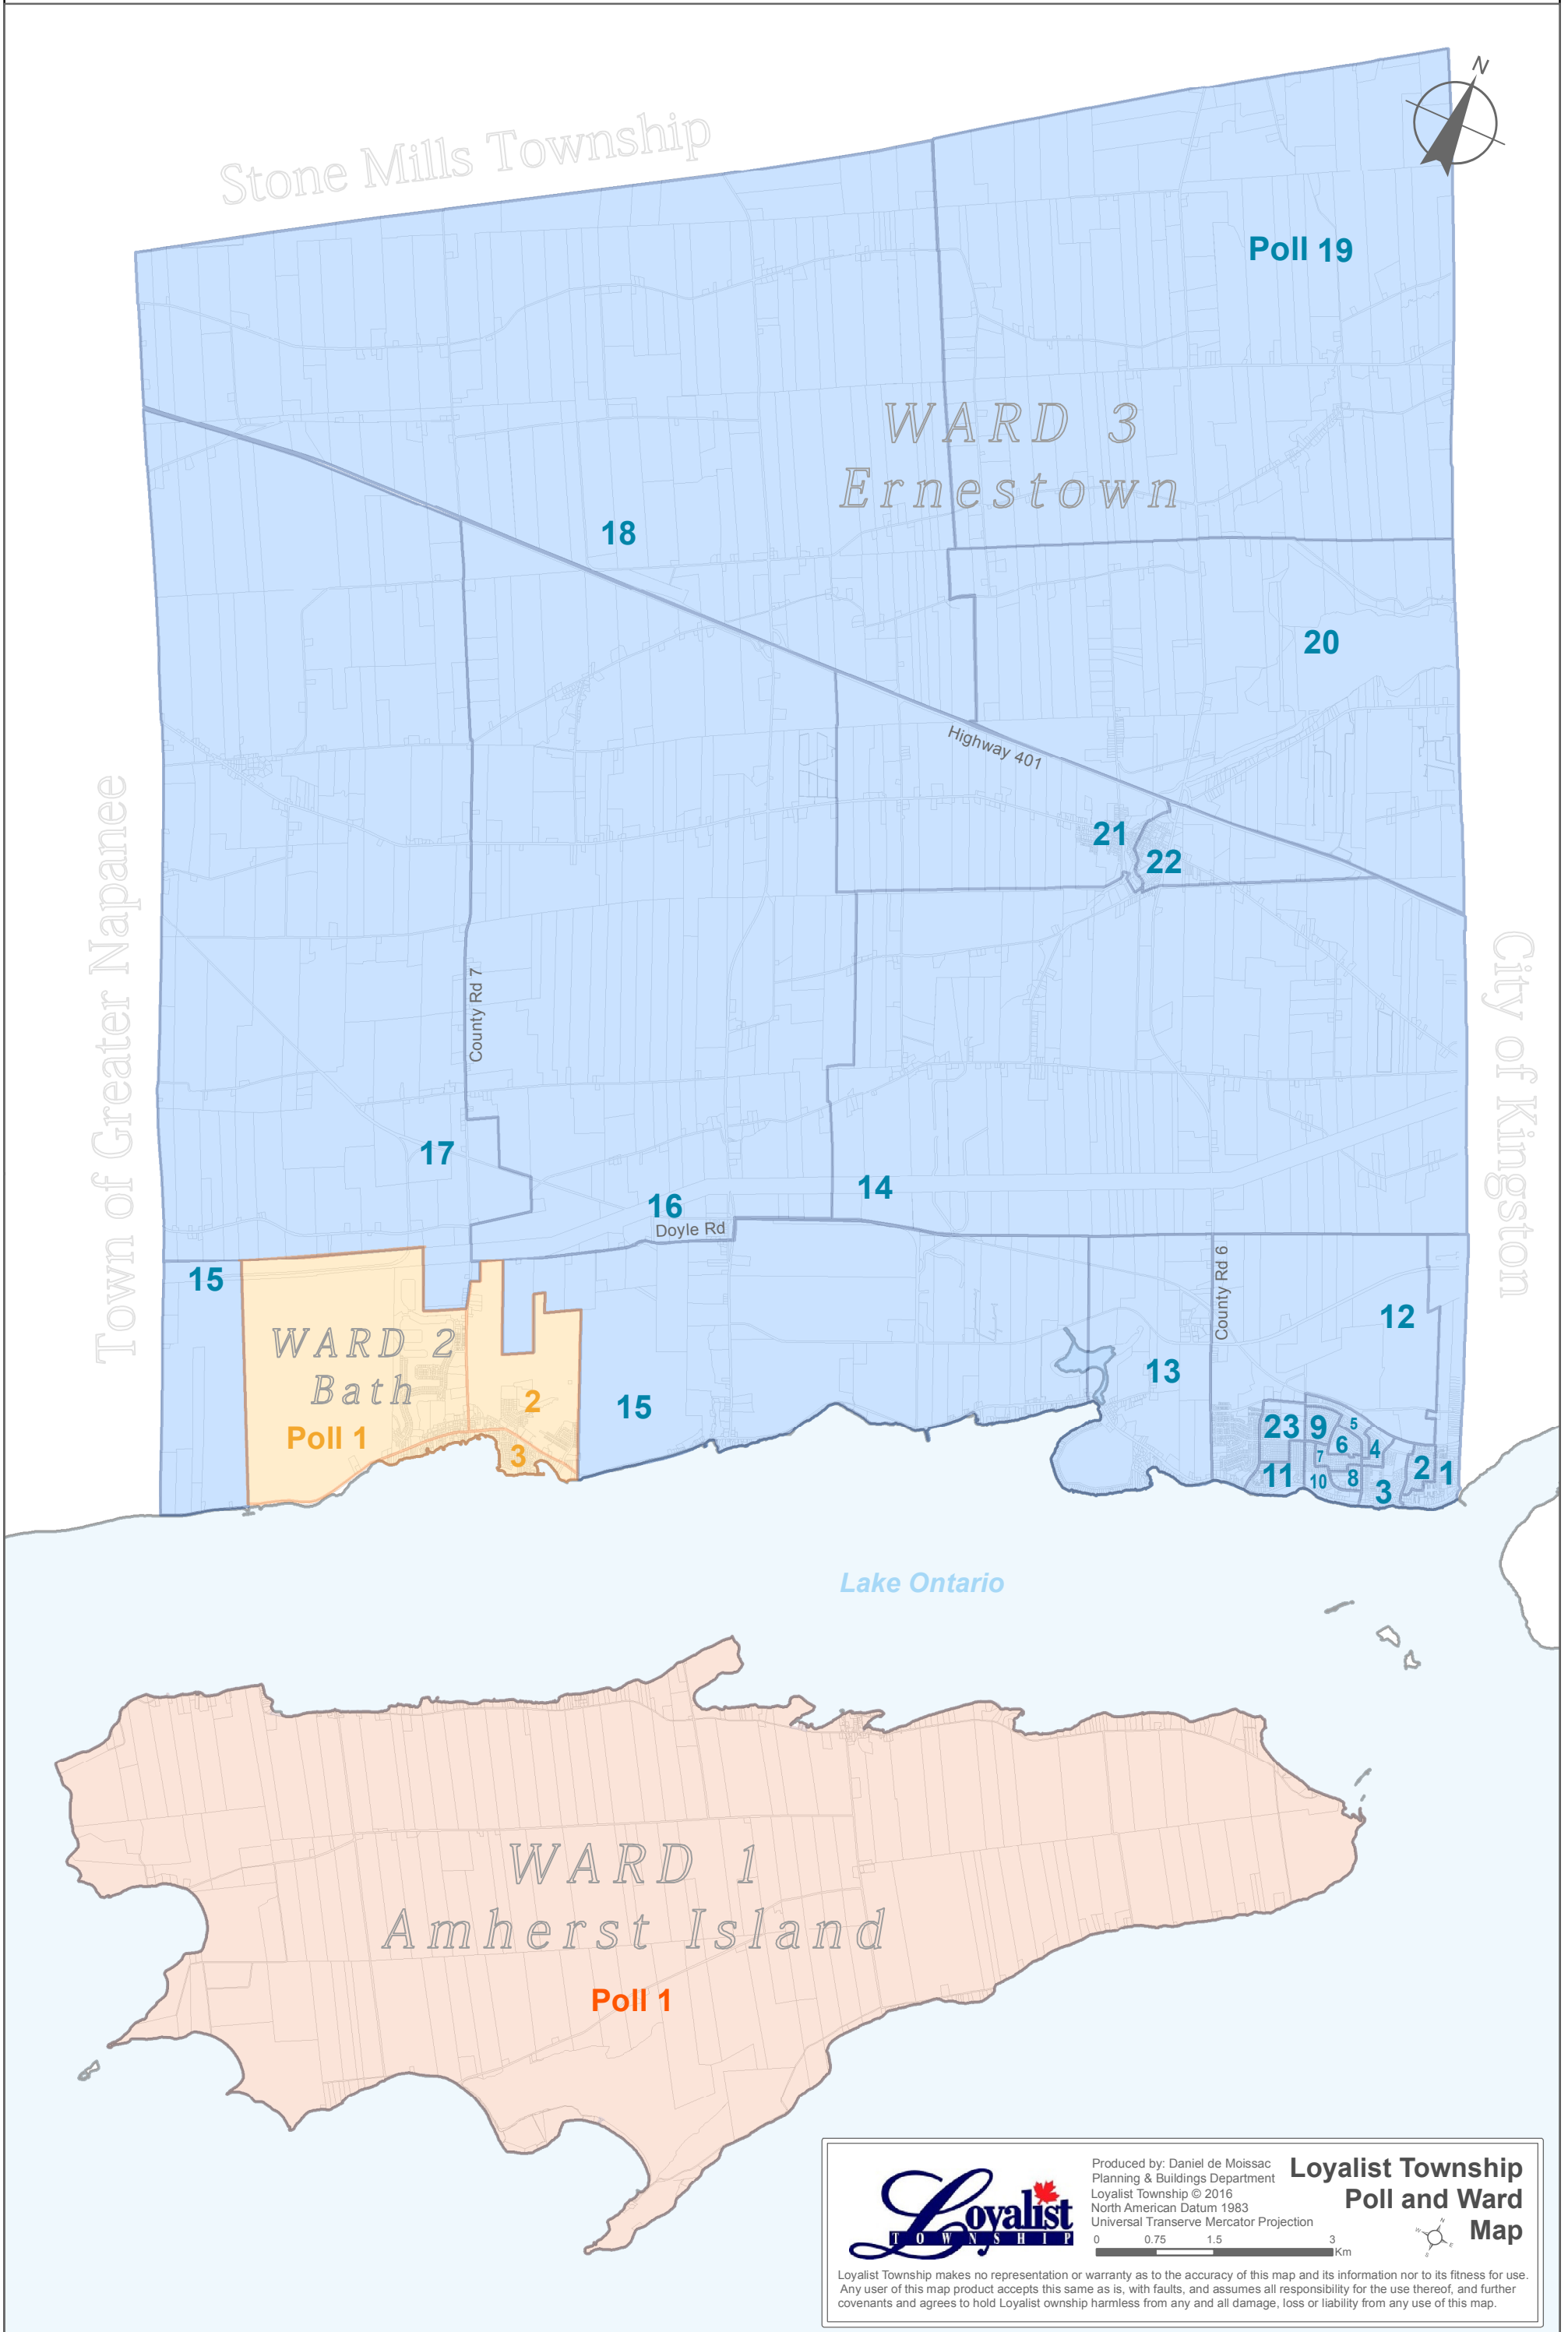 N
Stone Mills Township
Poll 19
WARD 3
Ernestown
18
20
Highway 401
21
22
Town of Greater Napanee
City of Kingston
County Rd 7
17
16
14
Doyle Rd
15
County Rd 6
12
WARD 2
Bath
13
2
15
Poll 1
3
23
9
5
6
4
7
2
1
11
10
8
3
Lake Ontario
WARD 1
Amherst Island
Poll 1
Loyalist
TOWNSHIP
Produced by: Daniel de Moissac
Planning & Buildings Department
Loyalist Township © 2016
North American Datum 1983
Universal Transerve Mercator Projection
0 0.75 1.5 3
Km
Loyalist Township
Poll and Ward
Map
N
E
S
W
Loyalist Township makes no representation or warranty as to the accuracy of this map and its information nor to its fitness for use.
Any user of this map product accepts this same as is, with faults, and assumes all responsibility for the use thereof, and further
covenants and agrees to hold Loyalist ownship harmless from any and all damage, loss or liability from any use of this map.